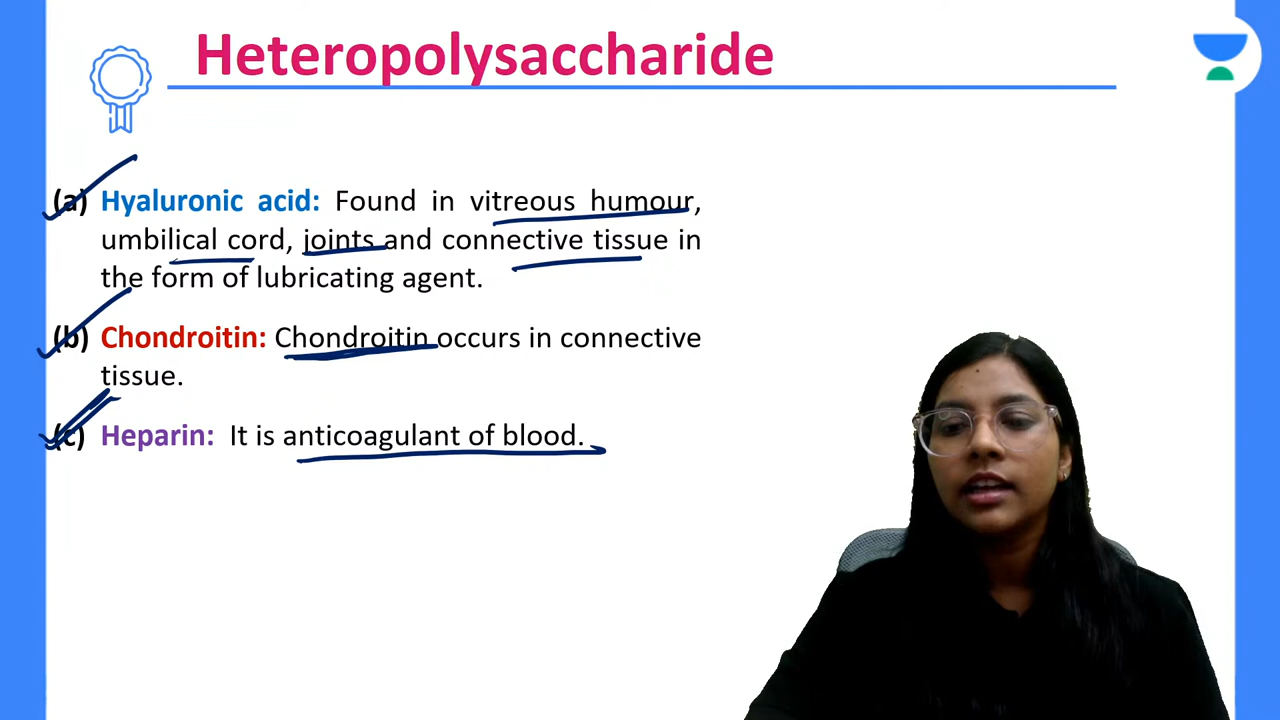 Heteropolysaccharide
(a) Hyaluronic acid: Found in vitreous humour,
umbilical cord, joints and connective tissue in
the form of lubricating agent.
(b) Chondroitin: Chondroitin occurs in connective
tissue.
(c) Heparin: It is anticoagulant of blood.